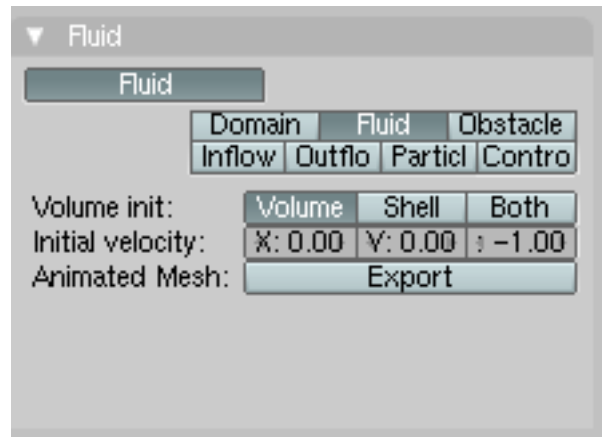 Fluid
Fluid
Domain Fluid Obstacle
Inflow Outflo Particl Contro
Volume init: Volume Shell Both
Initial velocity: X: 0.00 Y: 0.00 -1.00
Animated Mesh: Export